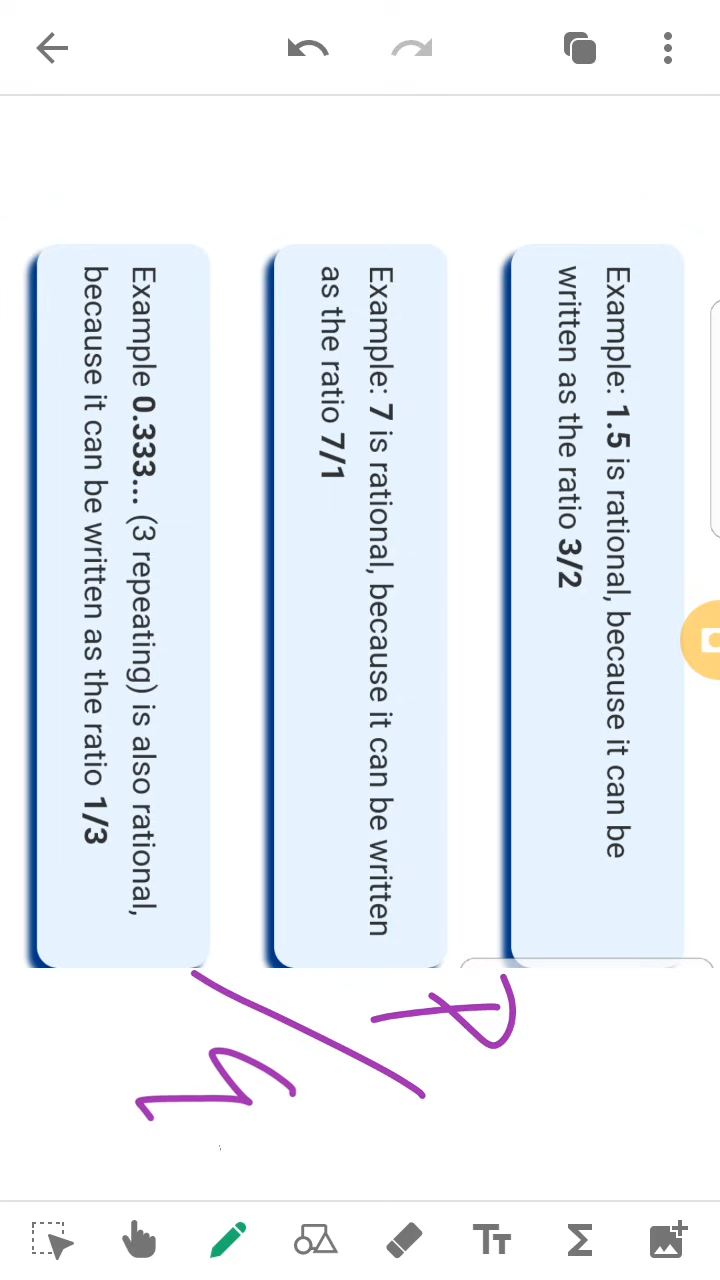 Example: 1.5 is rational, because it can be
written as the ratio 3/2
Example: 7 is rational, because it can be written
as the ratio 7/1
Example 0.333... (3 repeating) is also rational,
because it can be written as the ratio 1/3